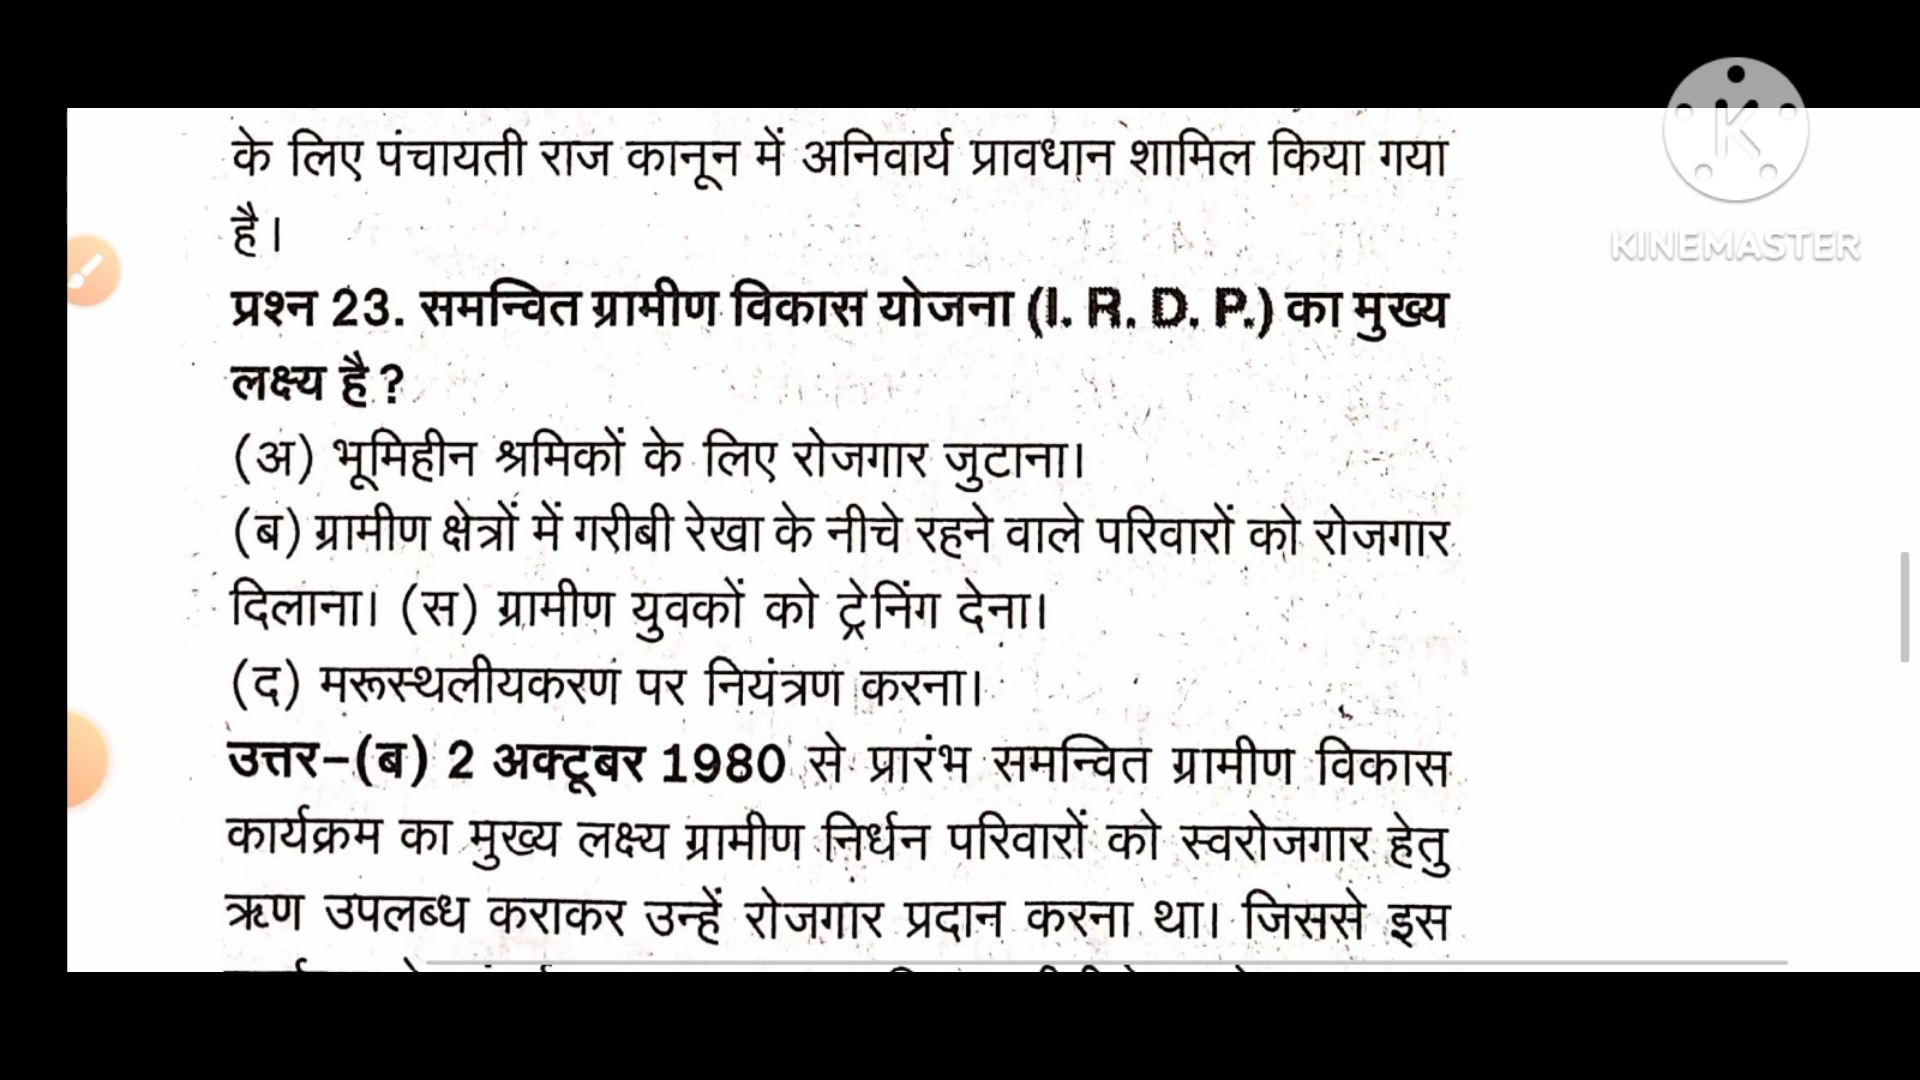 के लिए पंचायती राज कानून में अनिवार्य प्रावधान शामिल किया गया
है।
प्रश्न 23. समन्वित ग्रामीण विकास योजना (I. R. D. P.) का मुख्य
लक्ष्य है ?
(अ) भूमिहीन श्रमिकों के लिए रोजगार जुटाना।
(ब) ग्रामीण क्षेत्रों में गरीबी रेखा के नीचे रहने वाले परिवारों को रोजगार
दिलाना। (स) ग्रामीण युवकों को ट्रेनिंग देना।
(द) मरूस्थलीयकरण पर नियंत्रण करना।
उत्तर-(ब) 2 अक्टूबर 1980 से प्रारंभ समन्वित ग्रामीण विकास
कार्यक्रम का मुख्य लक्ष्य ग्रामीण निर्धन परिवारों को स्वरोजगार हेतु
ऋण उपलब्ध कराकर उन्हें रोजगार प्रदान करना था। जिससे इस
K
KINEMASTER